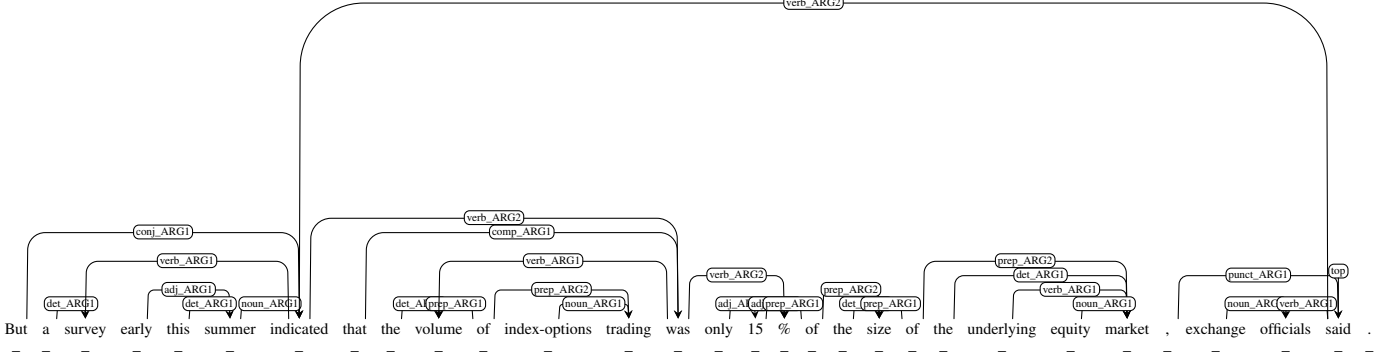 verb_ARG2
verb_ARG2
conj_ARG1 comp_ARG1
verb_ARG1 verb_ARG1 prep_ARG2
verb_ARG2 det_ARG1 punct_ARG1 top
adj_ARG1 prep_ARG2 prep_ARG2 verb_ARG1
det_ARG1 det_ARG1 noun_ARG1 prep_ARG1 noun_ARG1 prep_ARG1 prep_ARG1 noun_ARG1 verb_ARG1
But a survey early this summer indicated that the volume of index-options trading was only 15 % of the size of the underlying equity market , exchange officials said .